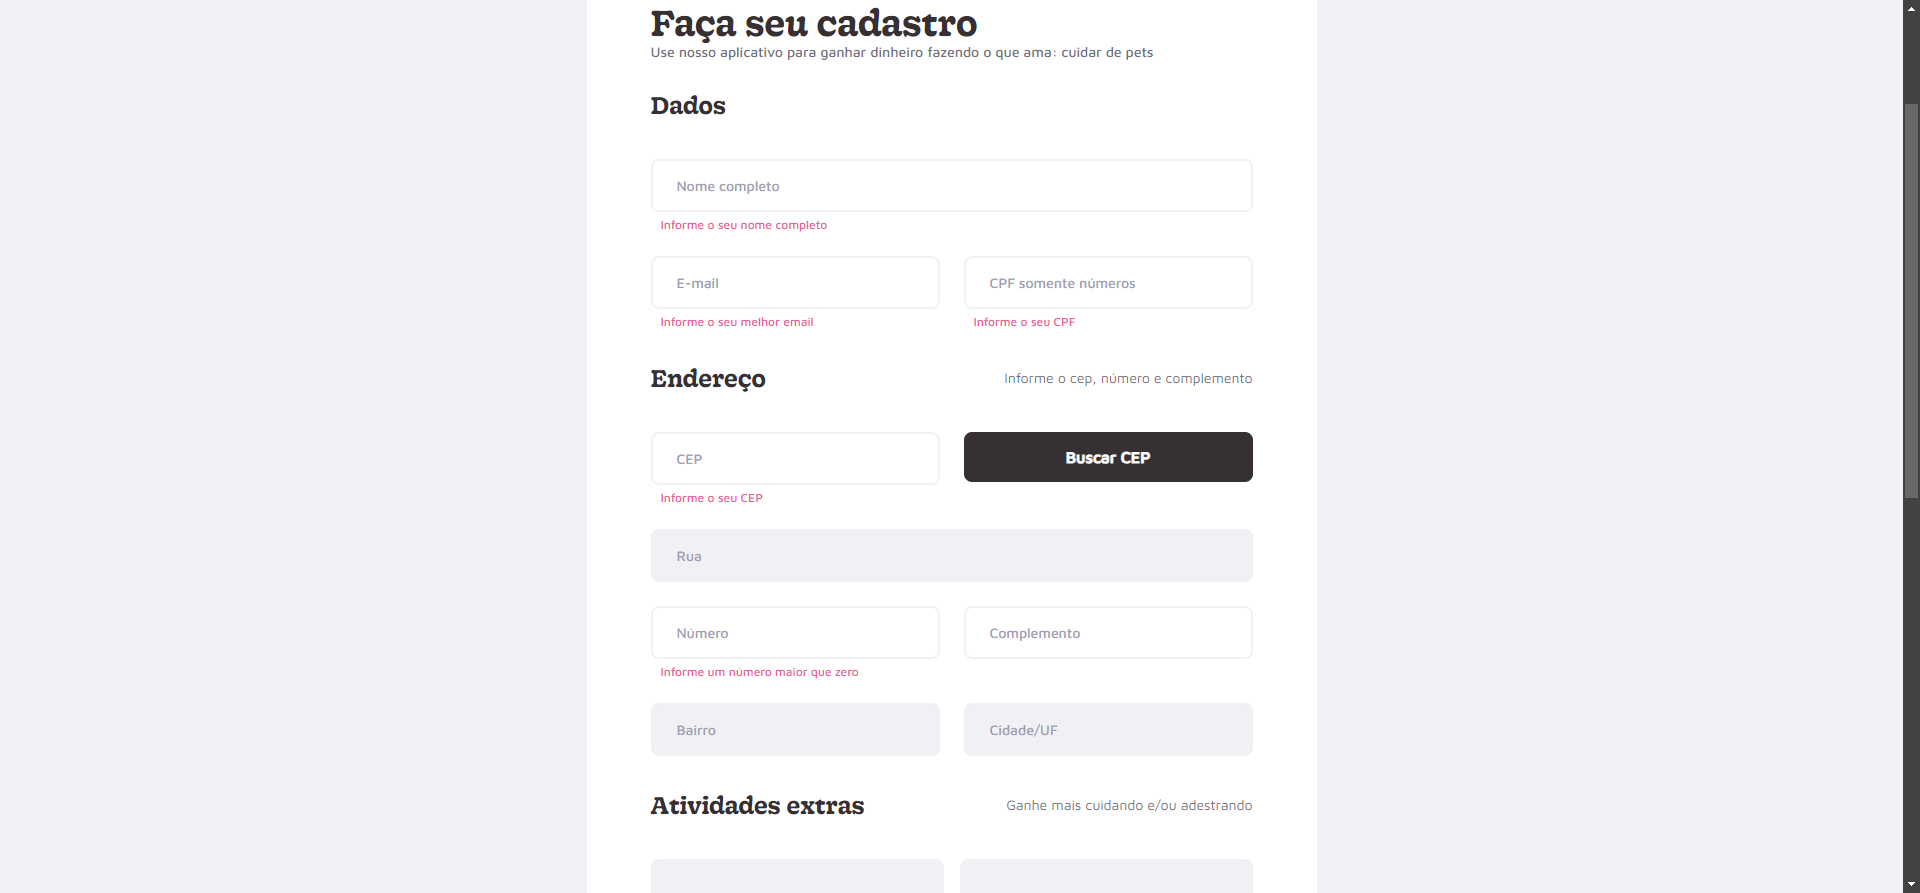 Faça seu cadastro
Use nosso aplicativo para ganhar dinheiro fazendo o que ama: cuidar de pets
Dados
Nome completo
Informe o seu nome completo
E-mail
CPF somente números
Informe o seu melhor email
Informe o seu CPF
Endereço
Informe o cep, número e complemento
CEP
Buscar CEP
Informe o seu CEP
Rua
Número
Complemento
Informe um número maior que zero
Bairro
Cidade/UF
Atividades extras
Ganhe mais cuidando e/ou adestrando